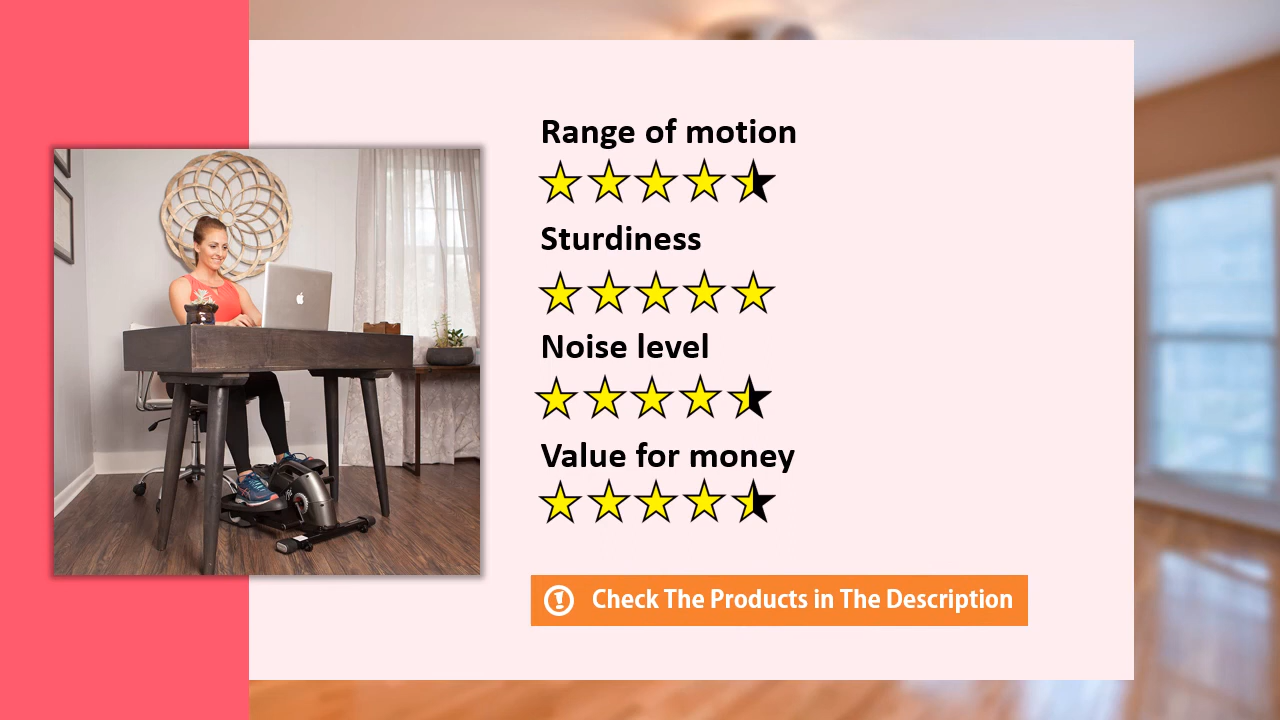 Range of motion
Sturdiness
Noise level
Value for money
Check The Products in The Description